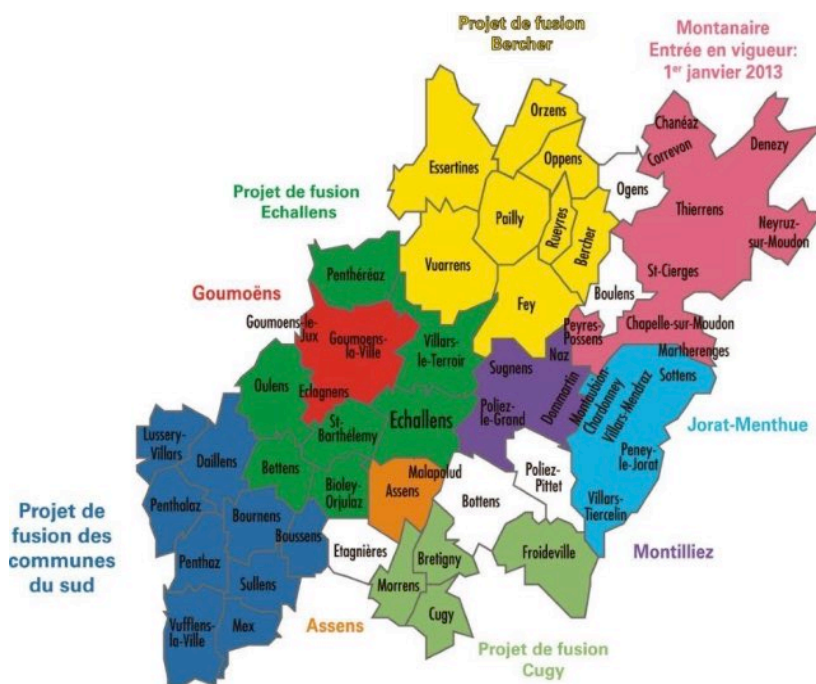 Projet de fusion
Bercher
Montanaire
Entrée en vigueur:
1er janvier 2013
Orzens
Chanéaz
Correvon
Denezy
Essertines
Oppens
Ogens
Projet de fusion
Echallens
Pailly
Rueyres
Bercher
Thierrens
Neyruz-
sur-Moudon
Penthéréaz
Vuarrens
St-Cierges
Goumoëns
Fey
Boulens
Goumoens-le-
Jux
Goumoens-
la-Ville
Villars-
le-Terroir
Peyres-
Possens
Chapelle-sur-Moudon
Naz
Martherenges
Sugnens
Sottens
Oulens
Eclagnens
Dommartin
Montaubion-
Chardonney
Villars-Mendraz
Poliez-
le-Grand
St-
Barthélemy
Echallens
Jorat-Menthue
Lussery-
Villars
Daillens
Peney-
le-Jorat
Bettens
Malapalud
Poliez-
Pittet
Bioley-
Orjulaz
Assens
Bottens
Villars-
Tiercelin
Projet de
fusion des
communes
du sud
Penthalaz
Bournens
Boussens
Etagnières
Bretigny
Froideville
Montilliez
Penthaz
Sullens
Morrens
Vufflens-
la-Ville
Mex
Assens
Cugy
Projet de fusion
Cugy